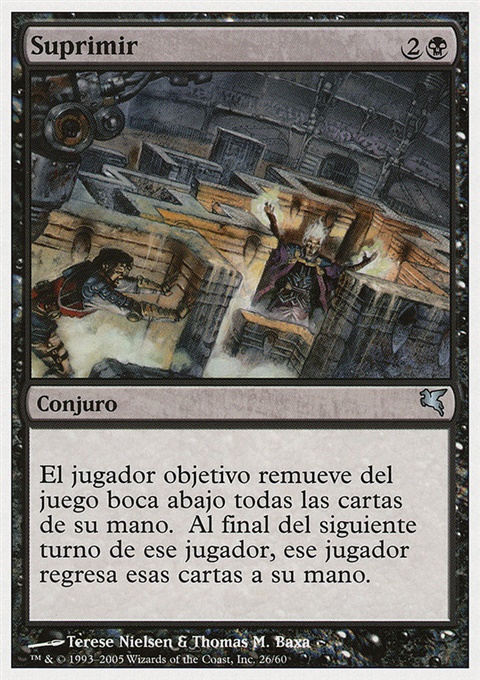 Suprimir 2
Conjuro
El jugador objetivo remueve del
juego boca abajo todas las cartas
de su mano. Al final del siguiente
turno de ese jugador, ese jugador
regresa esas cartas a su mano.
Terese Nielsen & Thomas M. Baxa
™ & © 1993–2005 Wizards of the Coast, Inc. 26/60